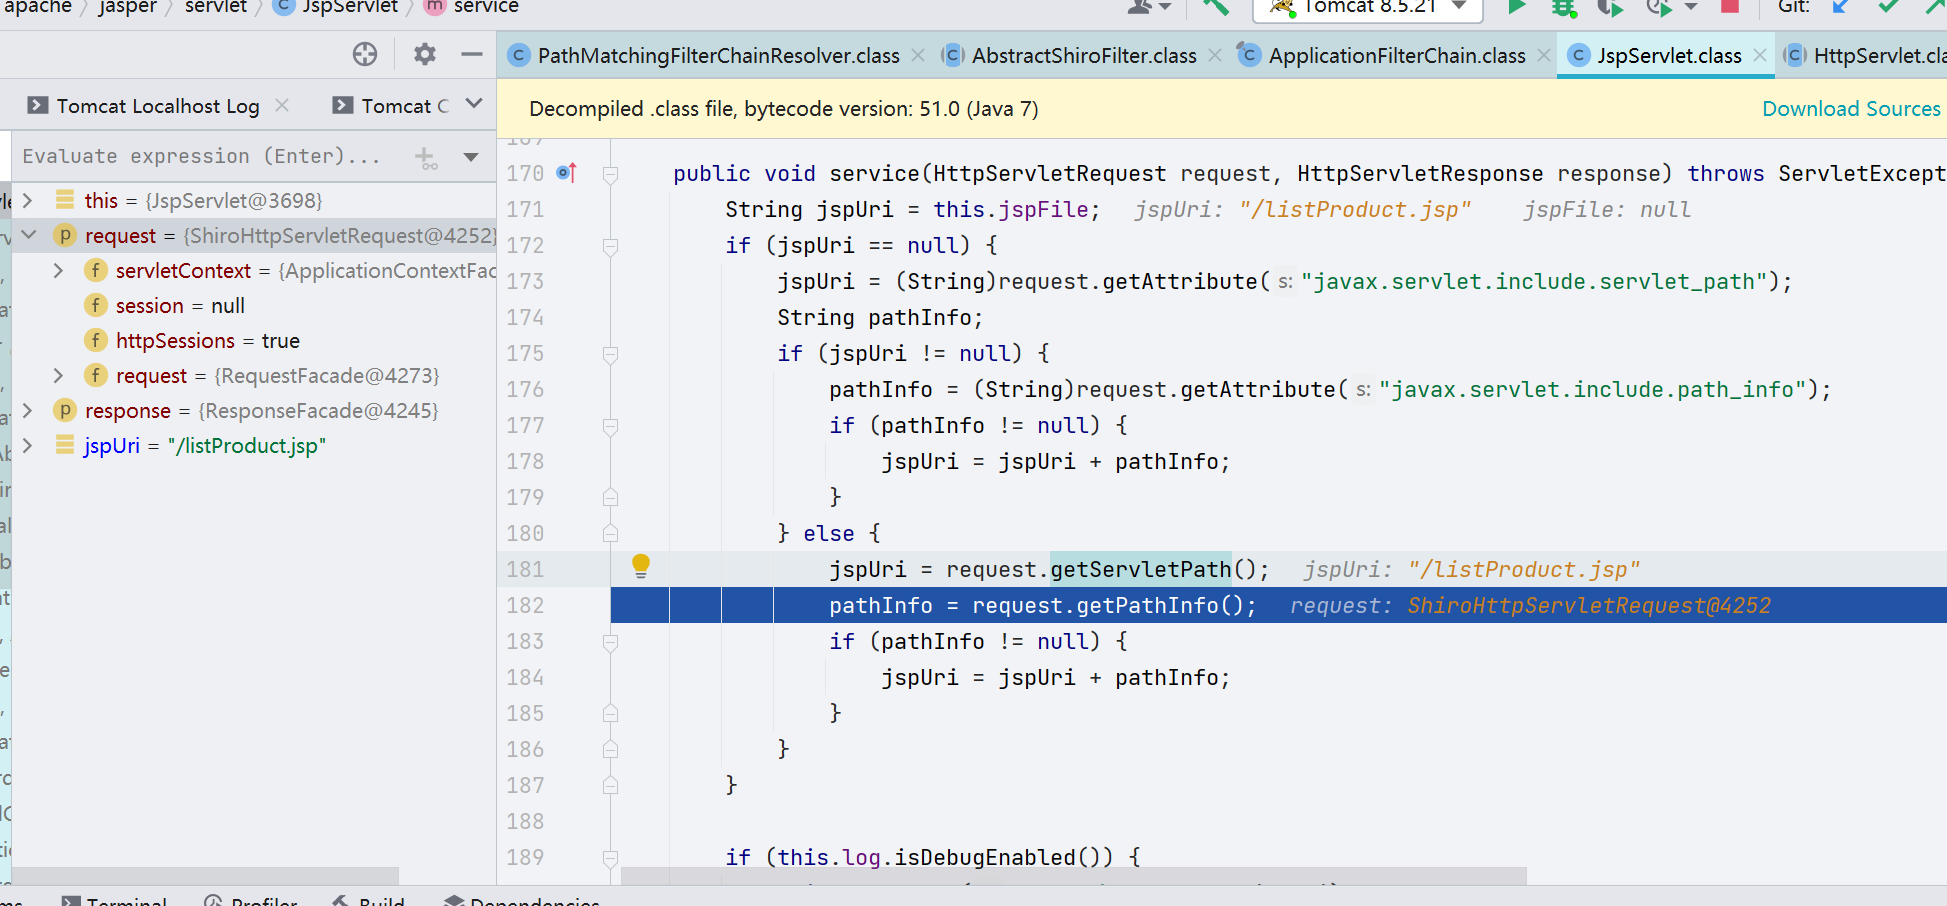 apache 〉 jasper 〉 servlet 〉 JspServlet 〉 service
Tomcat 8.5.21
Git:
PathMatchingFilterChainResolver.class
AbstractShiroFilter.class
ApplicationFilterChain.class
JspServlet.class
HttpServlet.cla
Tomcat Localhost Log
Tomcat C
Decompiled .class file, bytecode version: 51.0 (Java 7)
Download Sources
Evaluate expression (Enter)...
this = {JspServlet@3698}
request = {ShiroHttpServletRequest@4252}
servletContext = {ApplicationContextFac
session = null
httpSessions = true
request = {RequestFacade@4273}
response = {ResponseFacade@4245}
jspUri = "/listProduct.jsp"
170 public void service(HttpServletRequest request, HttpServletResponse response) throws ServletExcept
171 String jspUri = this.jspFile; jspUri: "/listProduct.jsp" jspFile: null
172 if (jspUri == null) {
173 jspUri = (String)request.getAttribute( s: "javax.servlet.include.servlet_path");
174 String pathInfo;
175 if (jspUri != null) {
176 pathInfo = (String)request.getAttribute( s: "javax.servlet.include.path_info");
177 if (pathInfo != null) {
178 jspUri = jspUri + pathInfo;
179 }
180 } else {
181 jspUri = request.getServletPath(); jspUri: "/listProduct.jsp"
182 pathInfo = request.getPathInfo(); request: ShiroHttpServletRequest@4252
183 if (pathInfo != null) {
184 jspUri = jspUri + pathInfo;
185 }
186 }
187 }
188
189 if (this.log.isDebugEnabled()) {
Terminal
Profiler
Build
Dependencies